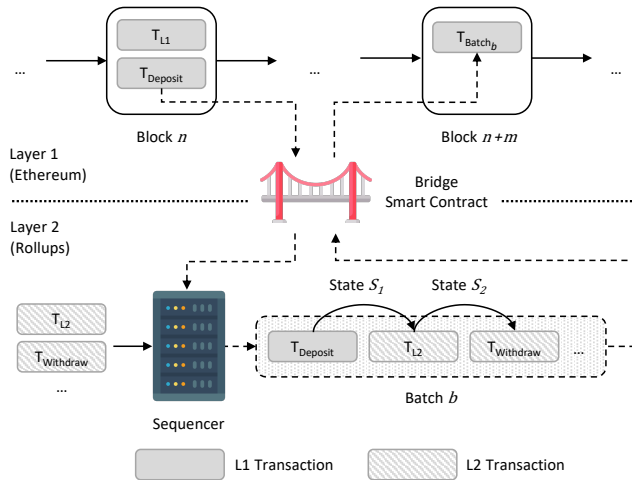 T_L1
T_Deposit
T_Batch_b
...
...
...
Block n
Block n+m
Layer 1
(Ethereum)
Bridge
Smart Contract
Layer 2
(Rollups)
State S_1
State S_2
T_L2
T_Withdraw
...
T_Deposit
T_L2
T_Withdraw
...
Batch b
Sequencer
L1 Transaction
L2 Transaction